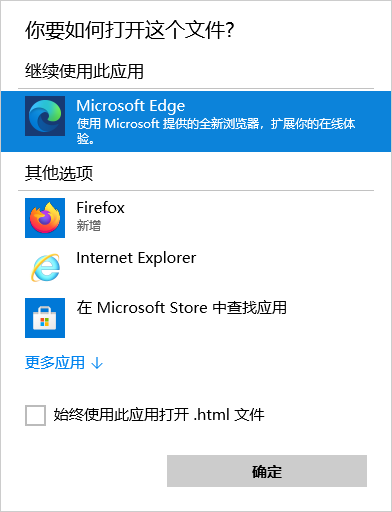 你要如何打开这个文件?
继续使用此应用
Microsoft Edge
使用 Microsoft 提供的全新浏览器，扩展你的在线体
验。
其他选项
Firefox
新增
Internet Explorer
在 Microsoft Store 中查找应用
更多应用 ↓
始终使用此应用打开 .html 文件
确定